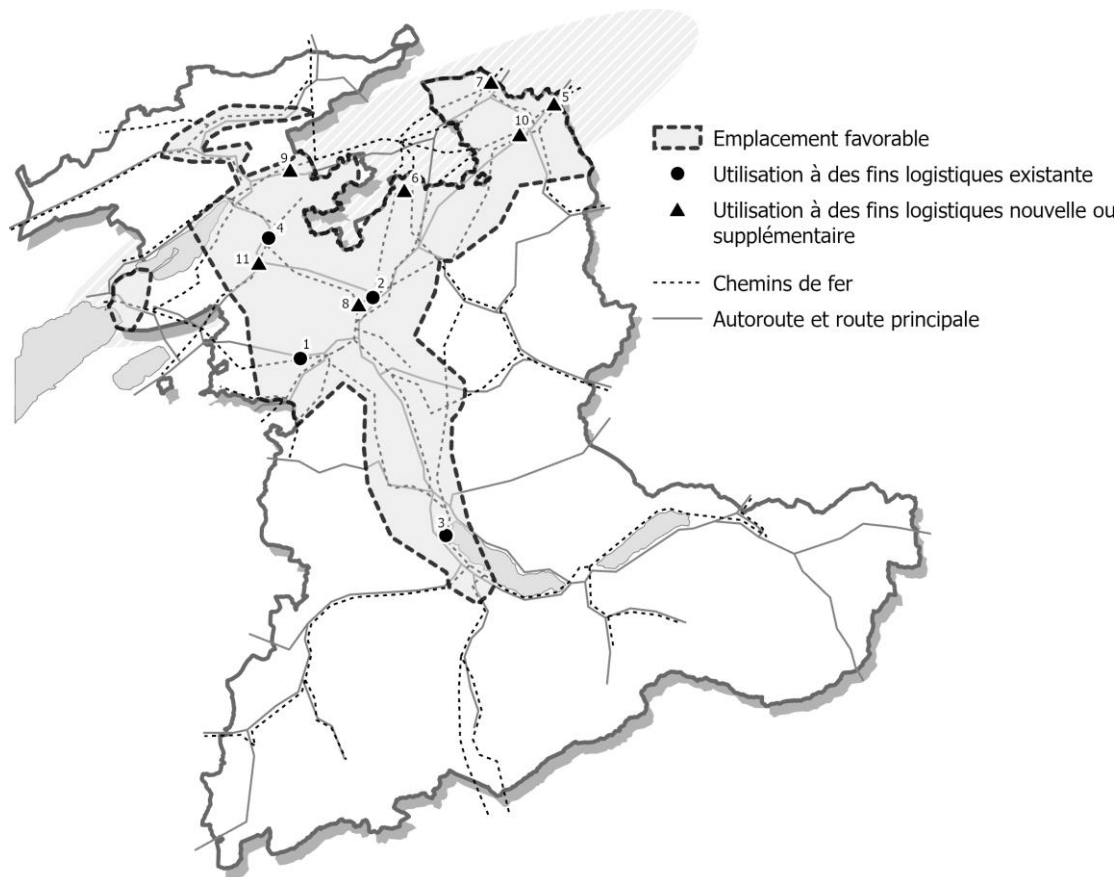 7
5
10
9
6
4
11
2
8
1
3
Emplacement favorable
Utilisation à des fins logistiques existante
Utilisation à des fins logistiques nouvelle ou
supplémentaire
Chemins de fer
Autoroute et route principale